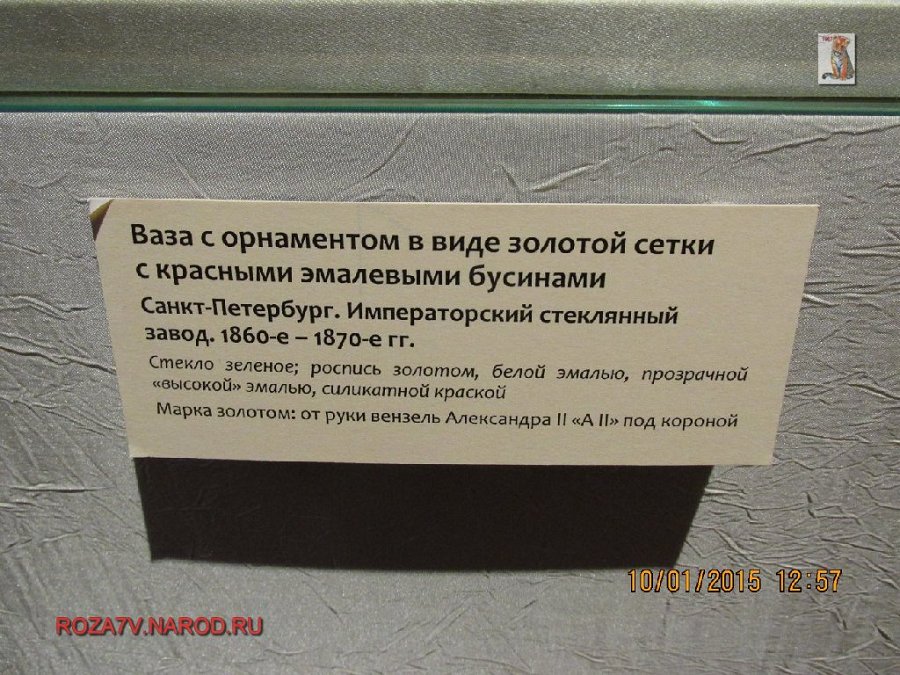 Ваза с орнаментом в виде золотой сетки
с красными эмалевыми бусинами
Санкт-Петербург. Императорский стеклянный
завод. 1860-е – 1870-е гг.
Стекло зеленое; роспись золотом, белой эмалью, прозрачной
«высокой» эмалью, силикатной краской
Марка золотом: от руки вензель Александра II «А II» под короной
10/01/2015 12:57
ROZA7V.NAROD.RU